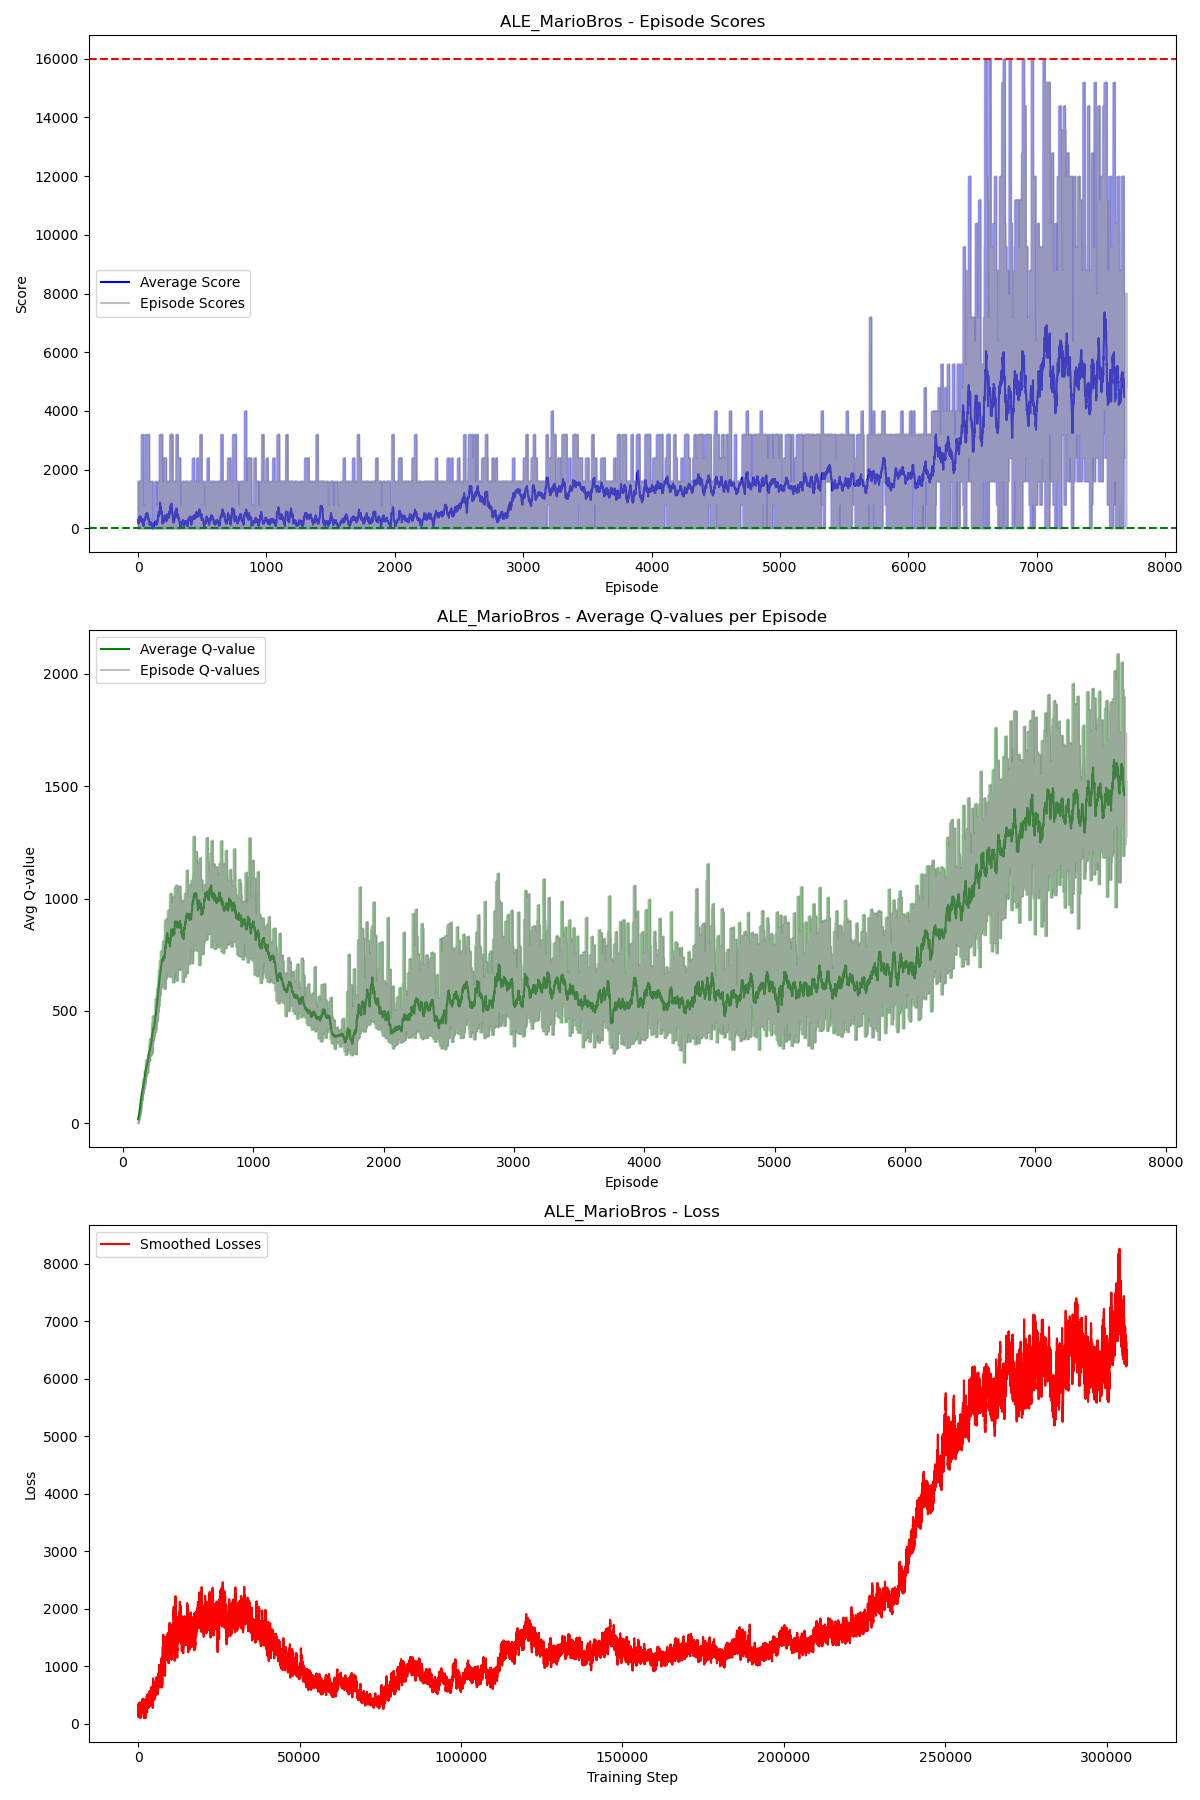 ALE_MarioBros - Episode Scores
16000
14000
12000
10000
8000
6000
4000
2000
0
Score
Average Score
Episode Scores
0 1000 2000 3000 4000 5000 6000 7000 8000
Episode
ALE_MarioBros - Average Q-values per Episode
Average Q-value
Episode Q-values
2000
1500
1000
500
0
Avg Q-value
0 1000 2000 3000 4000 5000 6000 7000 8000
Episode
ALE_MarioBros - Loss
Smoothed Losses
8000
7000
6000
5000
4000
3000
2000
1000
0
Loss
0 50000 100000 150000 200000 250000 300000
Training Step